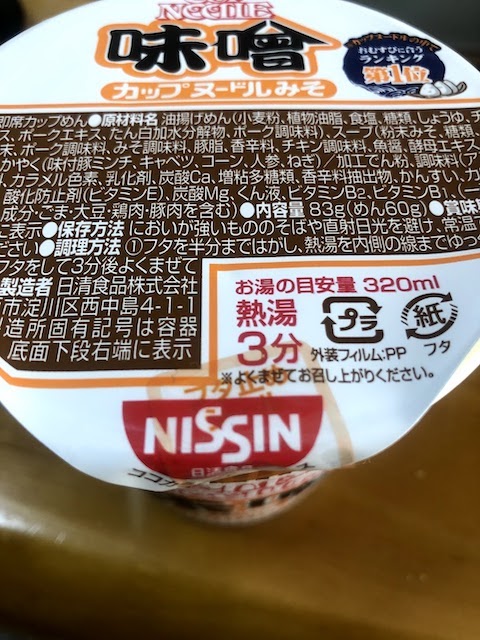 NOODLE
味噌
カップヌードルみそ
おむすびに合う
ランキング
第1位
即席カップめん●原材料名 油揚げめん(小麦粉、植物油脂、食塩、糖類、しょうゆ、チ
ス、ポークエキス、たん白加水分解物、ポーク調味料)、スープ(粉末みそ、糖類、
ポーク調味料、みそ調味料、豚脂、香辛料、チキン調味料、魚醤、酵母エキス
かやく(味付豚ミンチ、キャベツ、コーン、人参、ねぎ)/加工でん粉、調味料(ア
、カラメル色素、乳化剤、炭酸Ca、増粘多糖類、香辛料抽出物、かんすい、カ
酸化防止剤(ビタミンE)、炭酸Mg、くん液、ビタミンB2、ビタミンB1、(一
成分・ごま・大豆・鶏肉・豚肉を含む)●内容量 83g(めん60g)●賞味
に表示●保存方法 においが強いもののそばや直射日光を避け、常温
ださい●調理方法 ①フタを半分まではがし、熱湯を内側の線までゆっ
フタをして3分後よくまぜて
製造者 日清食品株式会社
市淀川区西中島4-1-1
造所固有記号は容器
底面下段右端に表示
お湯の目安量 320ml
熱湯
3分
プラ
外装フィルム:PP
紙
フタ
※よくまぜてお召し上がりください。
フタ止
NISSIN
日清食品